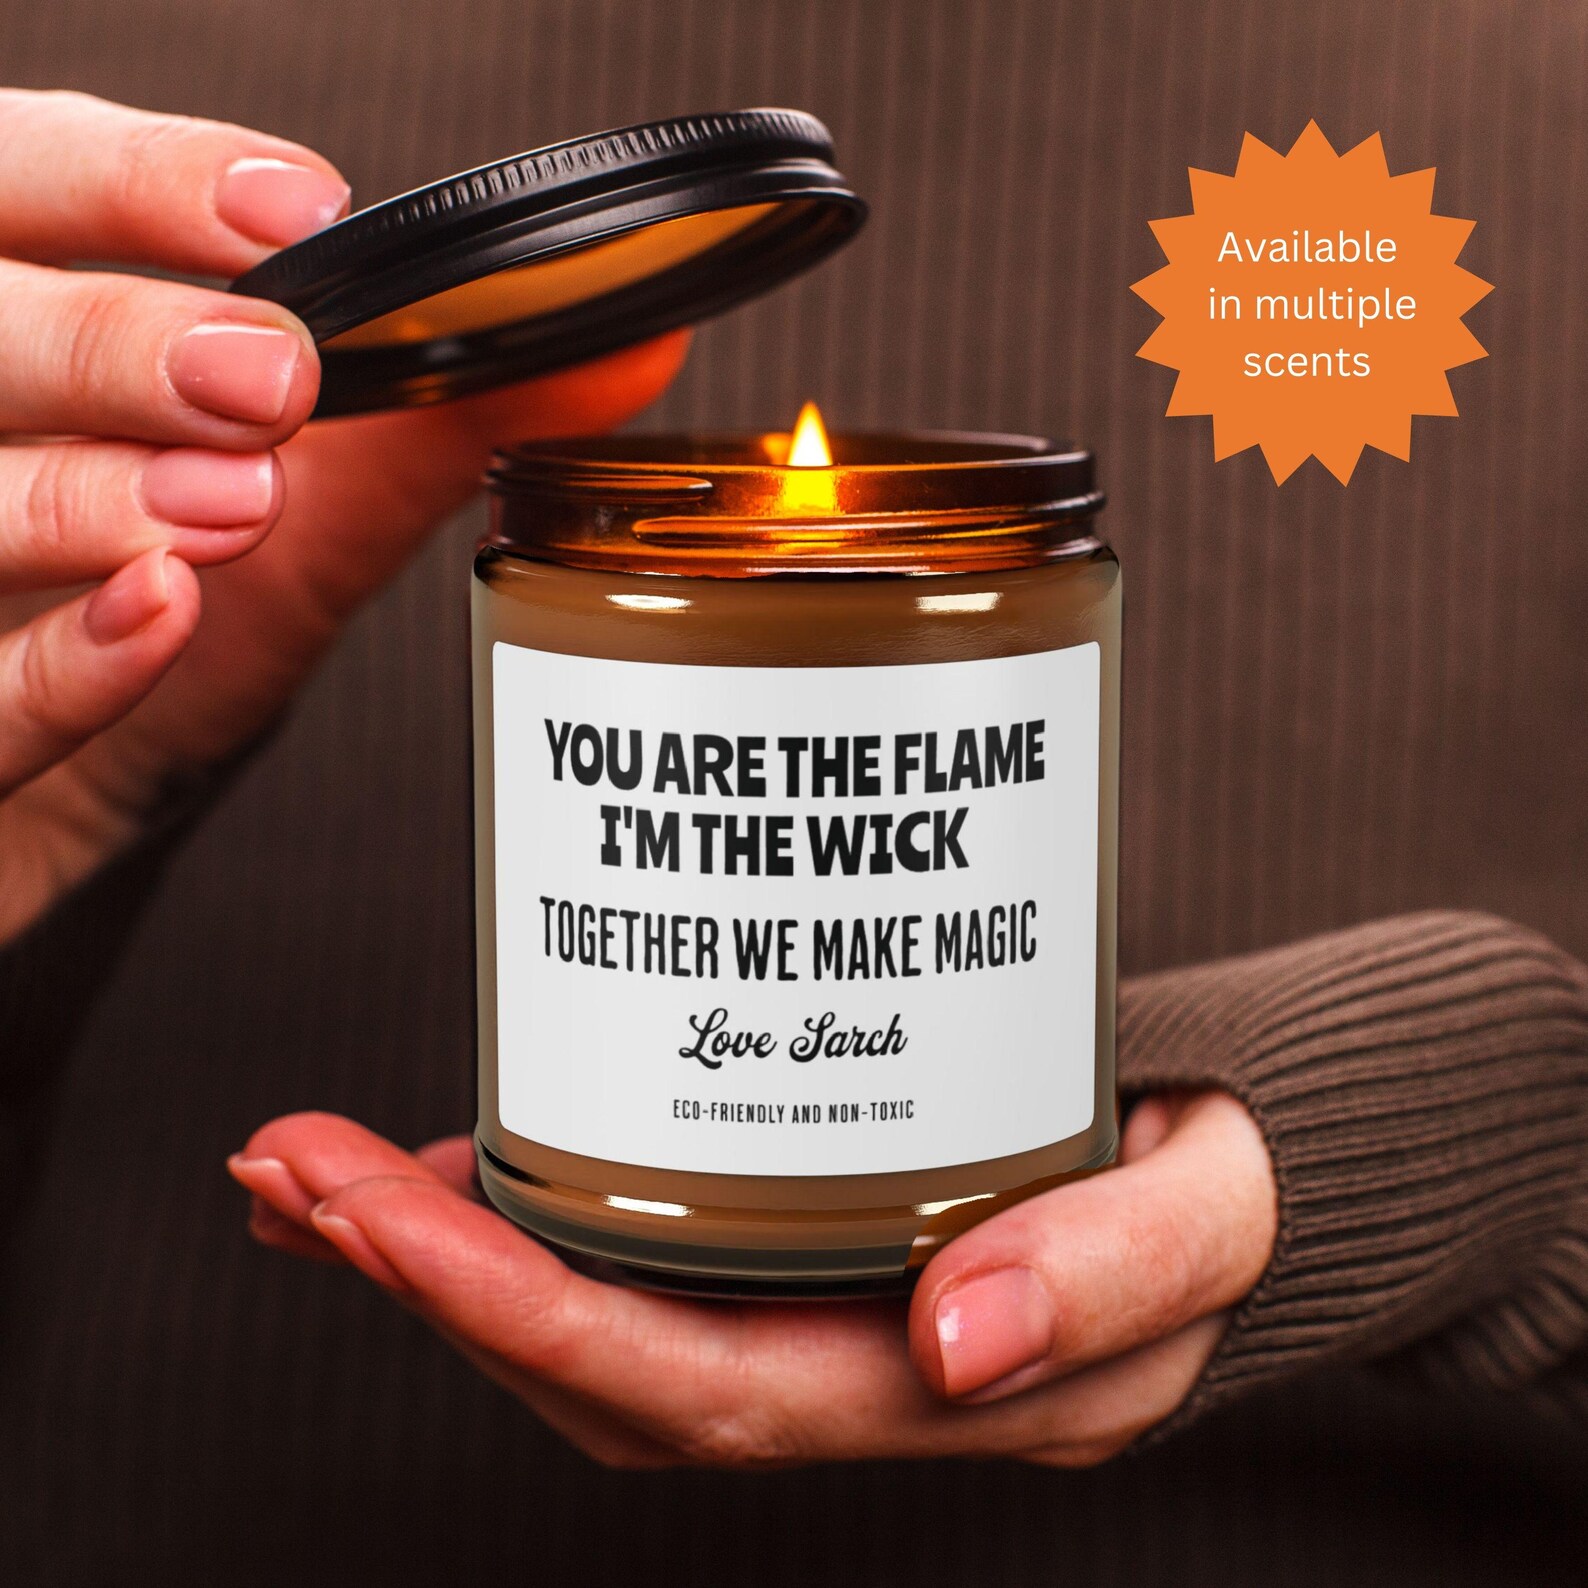 YOU ARE THE FLAME
I'M THE WICK
TOGETHER WE MAKE MAGIC
Love Sarch
ECO-FRIENDLY AND NON-TOXIC
Available
in multiple
scents